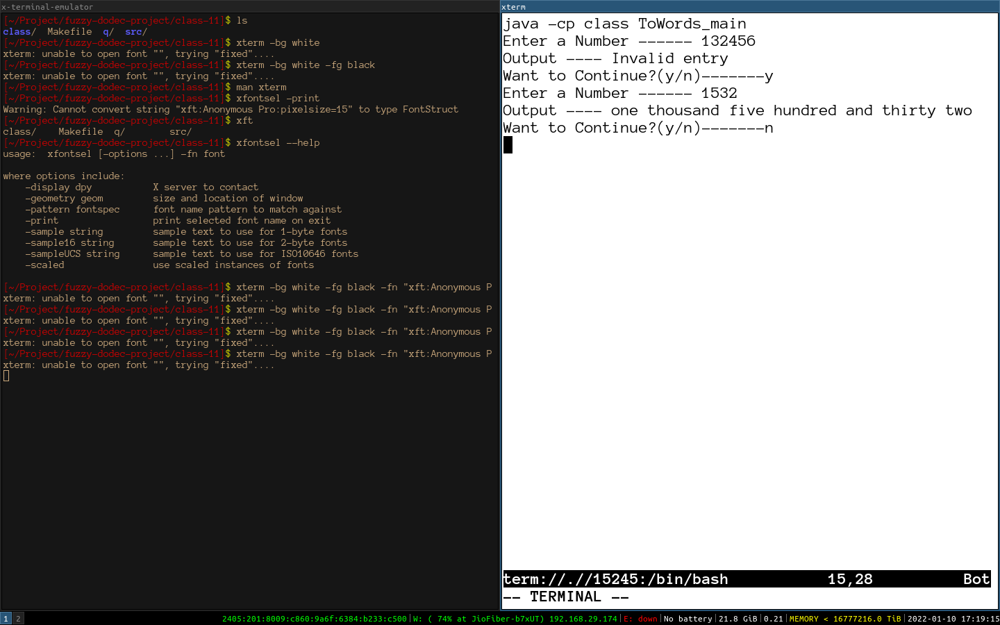 x-terminal-emulator
[~/Project/fuzzy-dodec-project/class-11]$ ls
class/  Makefile  q/  src/
[~/Project/fuzzy-dodec-project/class-11]$ xterm -bg white
xterm: unable to open font "", trying "fixed"....
[~/Project/fuzzy-dodec-project/class-11]$ xterm -bg white -fg black
xterm: unable to open font "", trying "fixed"....
[~/Project/fuzzy-dodec-project/class-11]$ man xterm
[~/Project/fuzzy-dodec-project/class-11]$ xfontsel -print
Warning: Cannot convert string "xft:Anonymous Pro:pixelsize=15" to type FontStruct
[~/Project/fuzzy-dodec-project/class-11]$ xft
class/    Makefile  q/        src/
[~/Project/fuzzy-dodec-project/class-11]$ xfontsel --help
usage:  xfontsel [-options ...] -fn font
where options include:
    -display dpy           X server to contact
    -geometry geom         size and location of window
    -pattern fontspec      font name pattern to match against
    -print                 print selected font name on exit
    -sample string         sample text to use for 1-byte fonts
    -sample16 string       sample text to use for 2-byte fonts
    -sampleUCS string      sample text to use for ISO10646 fonts
    -scaled                use scaled instances of fonts
[~/Project/fuzzy-dodec-project/class-11]$ xterm -bg white -fg black -fn "xft:Anonymous P
xterm: unable to open font "", trying "fixed"....
[~/Project/fuzzy-dodec-project/class-11]$ xterm -bg white -fg black -fn "xft:Anonymous P
xterm: unable to open font "", trying "fixed"....
[~/Project/fuzzy-dodec-project/class-11]$ xterm -bg white -fg black -fn "xft:Anonymous P
xterm: unable to open font "", trying "fixed"....
[~/Project/fuzzy-dodec-project/class-11]$ xterm -bg white -fg black -fn "xft:Anonymous P
xterm: unable to open font "", trying "fixed"....
xterm
java -cp class ToWords_main
Enter a Number ------ 132456
Output ---- Invalid entry
Want to Continue?(y/n)-------y
Enter a Number ------ 1532
Output ---- one thousand five hundred and thirty two
Want to Continue?(y/n)-------n
term://.//15245:/bin/bash           15,28          Bot
-- TERMINAL --
1 2 2405:201:8009:c860:9a6f:6384:b233:c500|W: ( 74% at JioFiber-b7xUT) 192.168.29.174|E: down|No battery|21.8 GiB|0.21|MEMORY < 16777216.0 TiB|2022-01-10 17:19:15